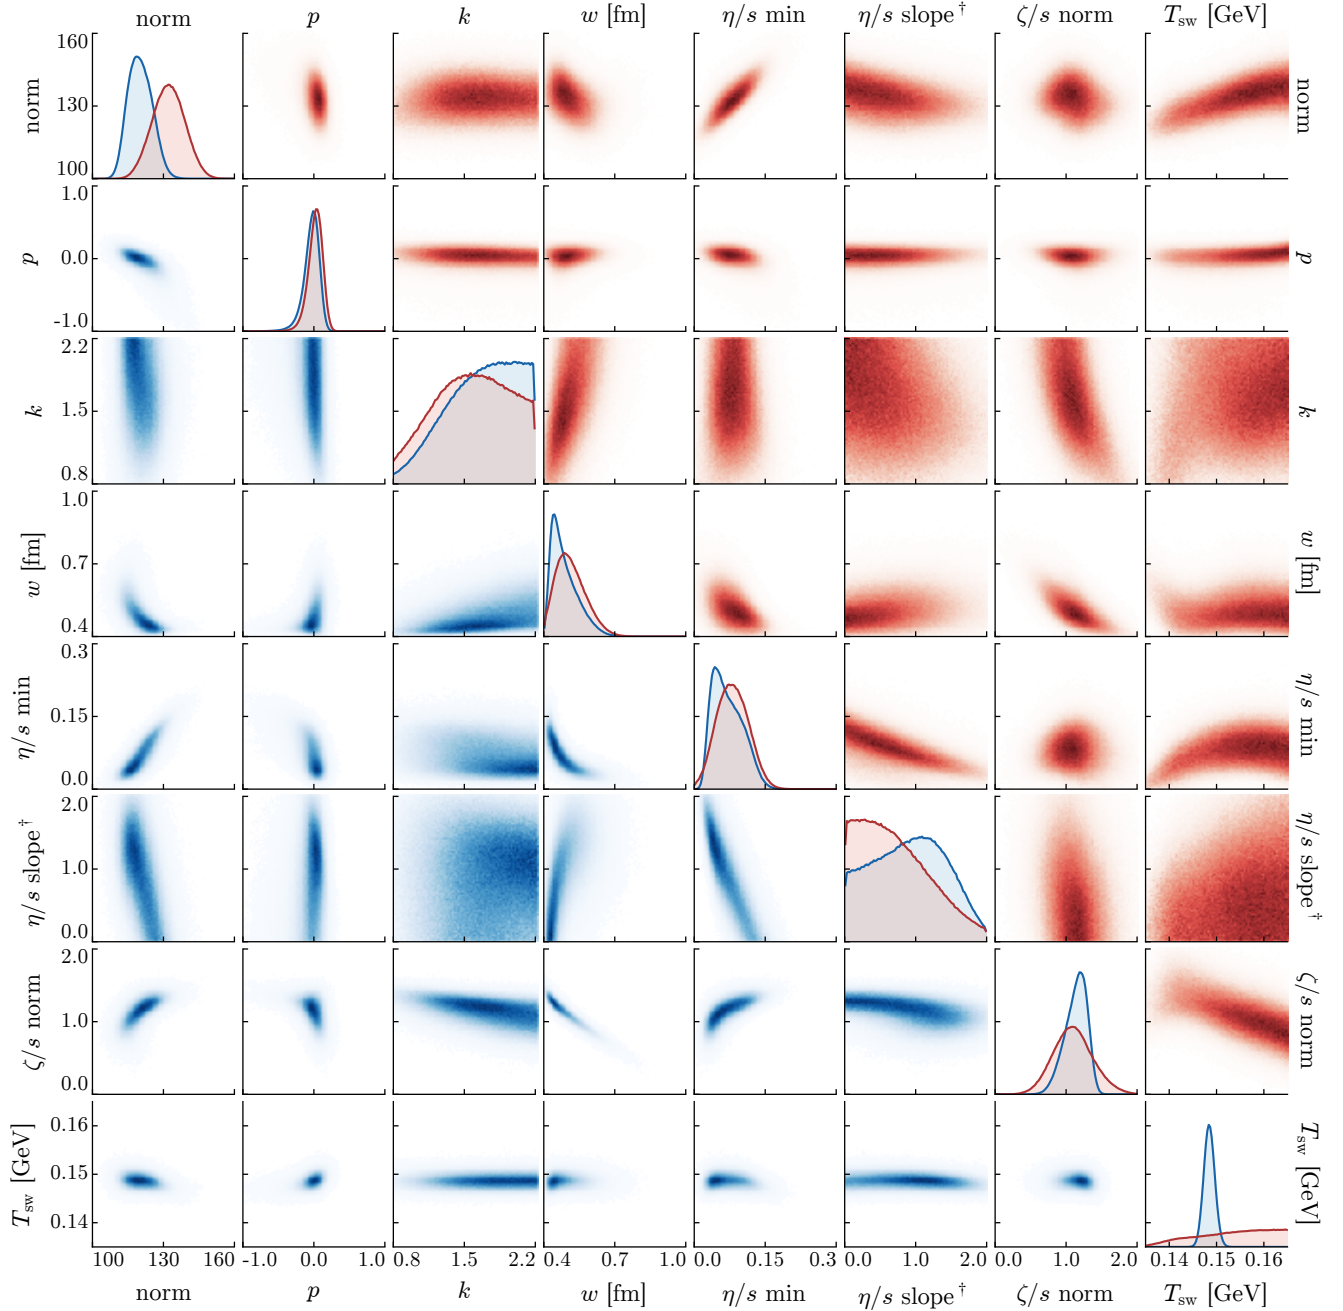 norm p k w [fm] η/s min η/s slope† ζ/s norm T_sw [GeV]
160
130
100
norm
norm
1.0
0.0
-1.0
p
p
2.2
1.5
0.8
k
k
1.0
0.7
0.4
w [fm]
w [fm]
0.3
0.15
0.0
η/s min
η/s min
2.0
1.0
0.0
η/s slope†
η/s slope†
2.0
1.0
0.0
ζ/s norm
ζ/s norm
0.16
0.15
0.14
T_sw [GeV]
T_sw [GeV]
100 130 160 -1.0 0.0 1.0 0.8 1.5 2.2 0.4 0.7 1.0 0.0 0.15 0.3 0.0 1.0 2.0 0.0 1.0 2.0 0.14 0.15 0.16
norm p k w [fm] η/s min η/s slope† ζ/s norm T_sw [GeV]